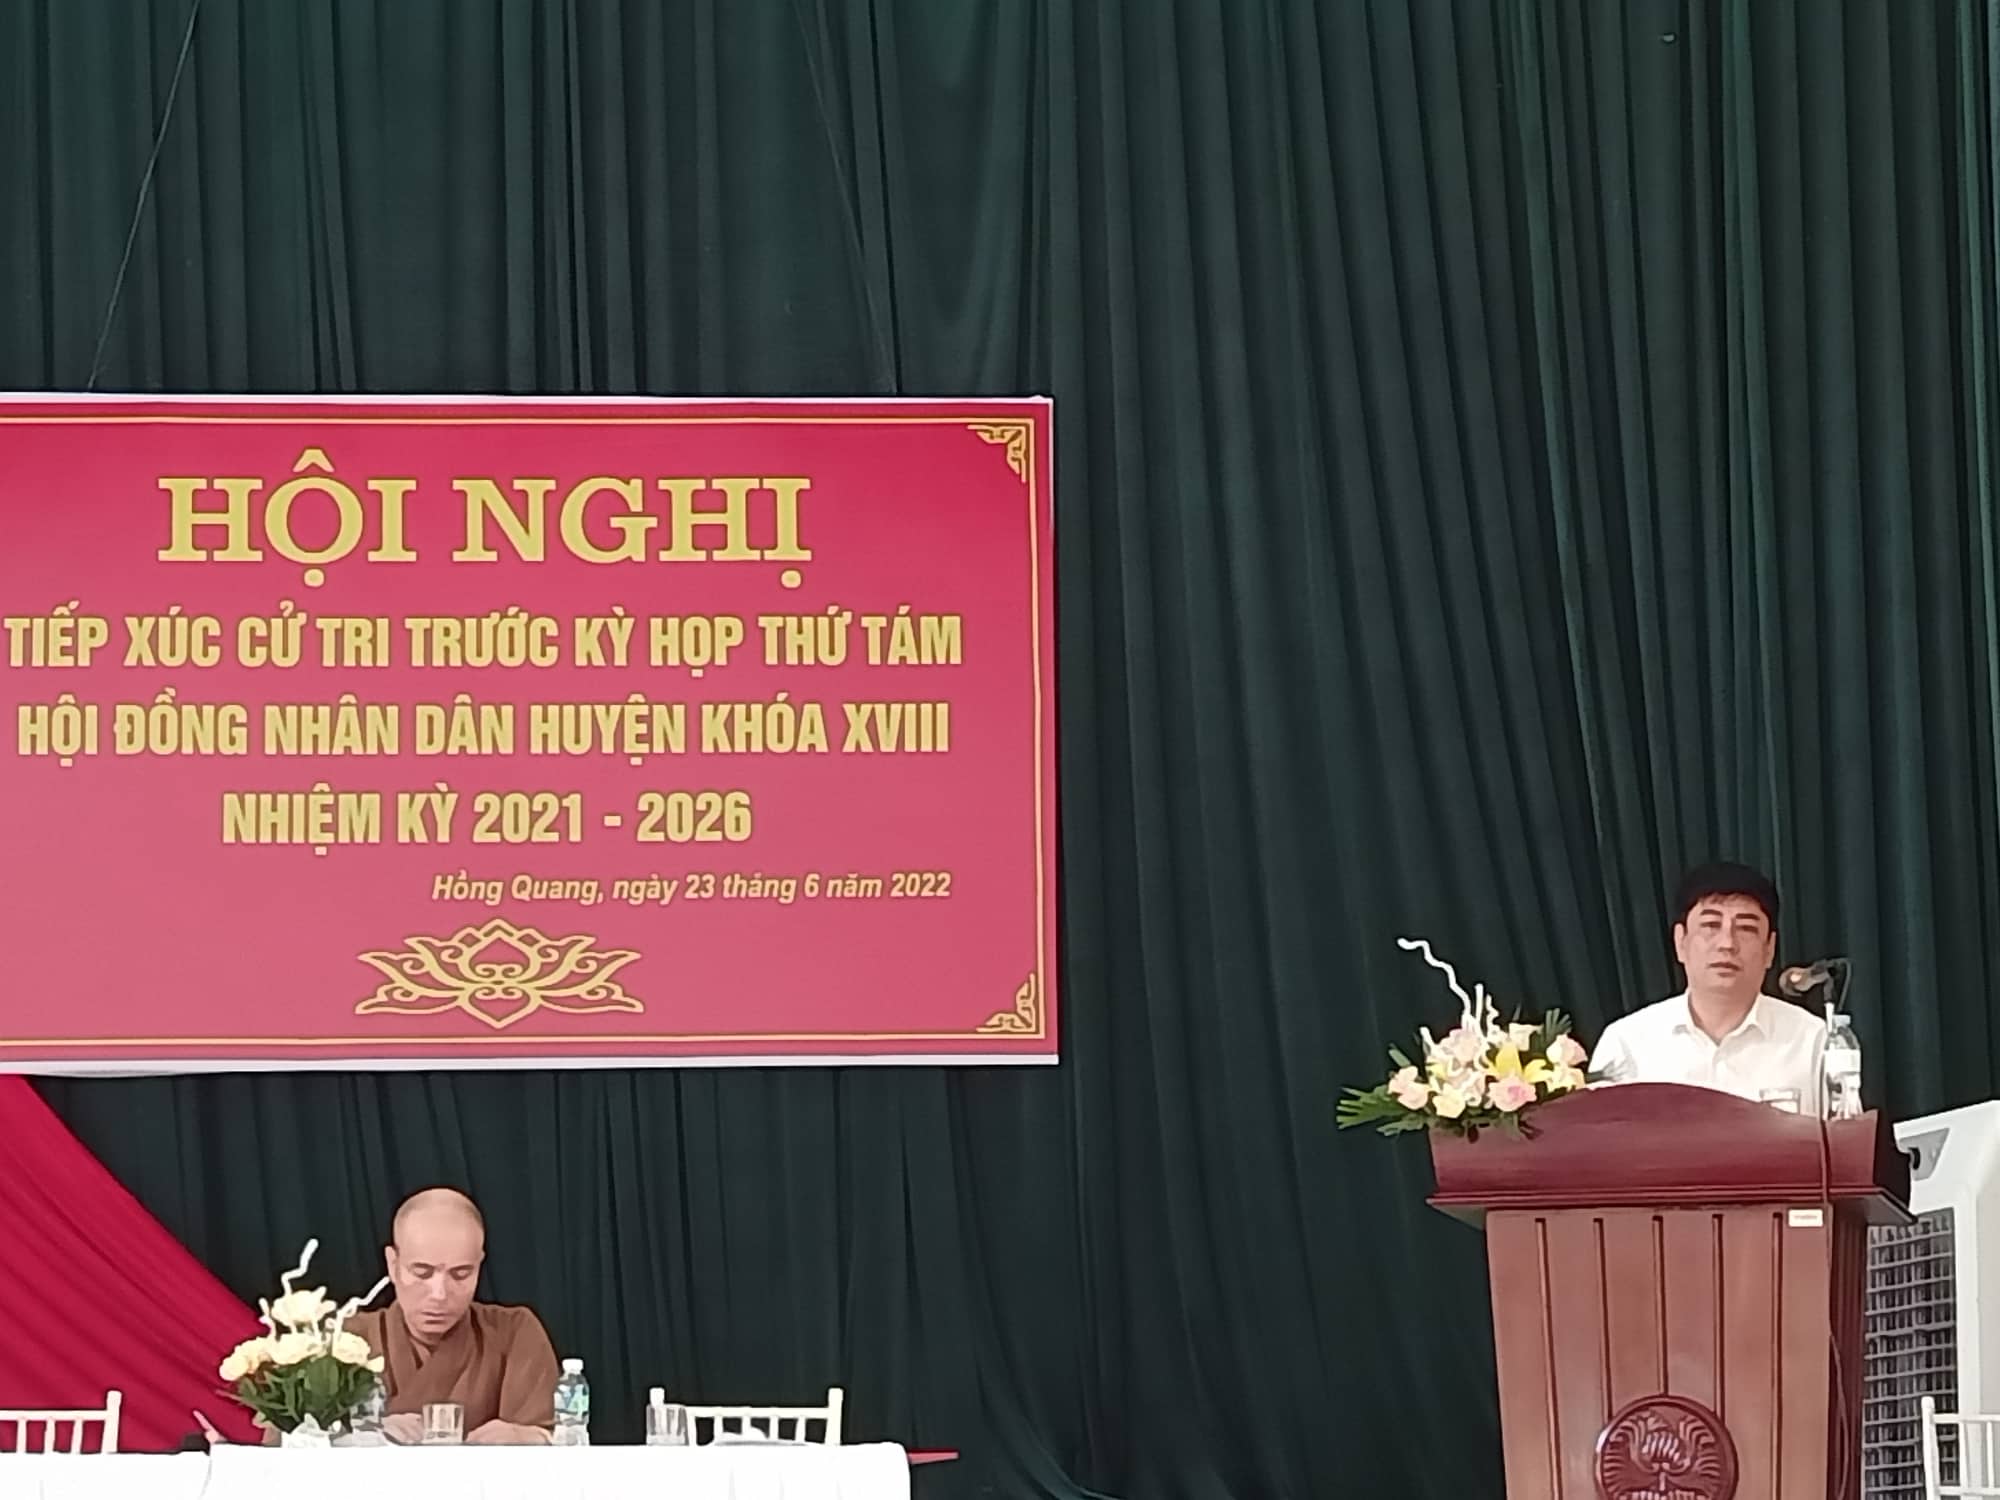 HỘI NGHỊ
TIẾP XÚC CỬ TRI TRƯỚC KỲ HỌP THỨ TÁM
HỘI ĐỒNG NHÂN DÂN HUYỆN KHÓA XVIII
NHIỆM KỲ 2021 - 2026
Hồng Quang, ngày 23 tháng 6 năm 2022